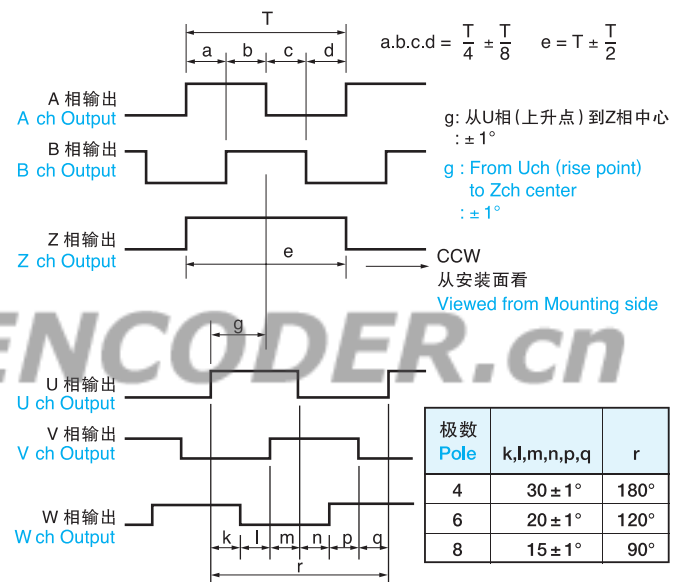 T
a b c d
a.b.c.d = T/4 ± T/8 e = T ± T/2
A 相输出
A ch Output
B 相输出
B ch Output
g: 从U相(上升点)到Z相中心
: ± 1°
g : From Uch (rise point)
to Zch center
: ± 1°
Z 相输出
Z ch Output
e
CCW
从安装面看
Viewed from Mounting side
ENCODER.cn
g
U 相输出
U ch Output
V 相输出
V ch Output
W 相输出
W ch Output
k l m n p q
r
极数
Pole k,l,m,n,p,q r
4 30 ± 1° 180°
6 20 ± 1° 120°
8 15 ± 1° 90°